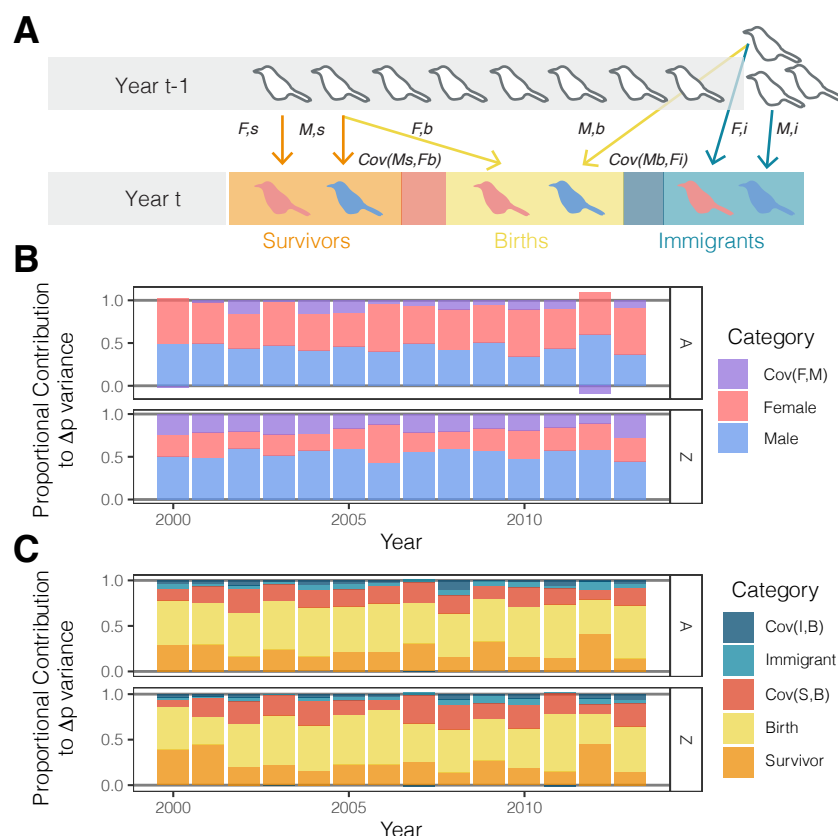 A
Year t-1
F,s
M,s
F,b
M,b
F,i
M,i
Cov(Ms,Fb)
Cov(Mb,Fi)
Year t
Survivors
Births
Immigrants
B
Proportional Contribution
to Δp variance
1.0
0.5
0.0
A
1.0
0.5
0.0
Z
2000
2005
2010
Year
Category
Cov(F,M)
Female
Male
C
Proportional Contribution
to Δp variance
1.0
0.5
0.0
A
1.0
0.5
0.0
Z
2000
2005
2010
Year
Category
Cov(I,B)
Immigrant
Cov(S,B)
Birth
Survivor